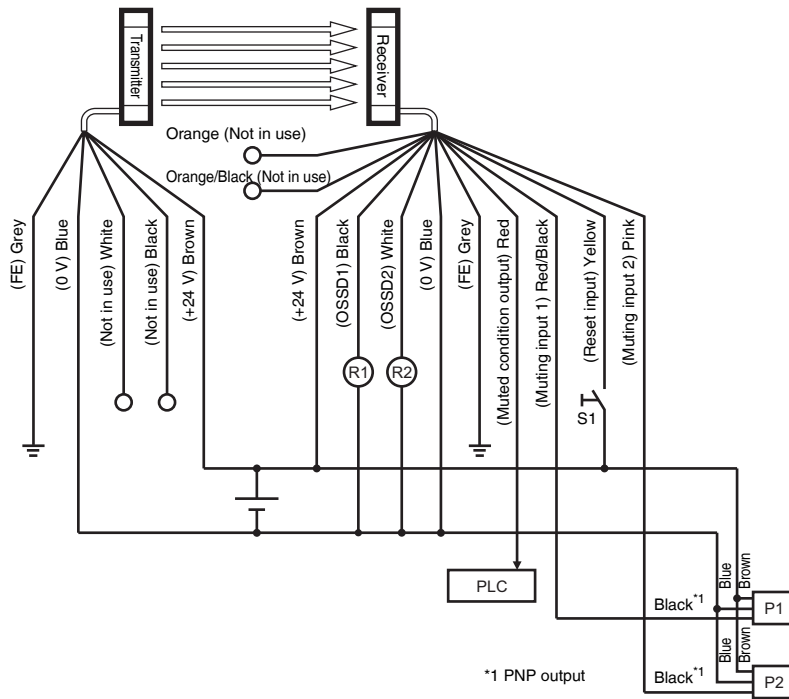 Transmitter
Receiver
Orange (Not in use)
Orange/Black (Not in use)
(FE) Grey
(0 V) Blue
(Not in use) White
(Not in use) Black
(+24 V) Brown
(+24 V) Brown
(OSSD1) Black
(OSSD2) White
(0 V) Blue
(FE) Grey
(Muted condition output) Red
(Muting input 1) Red/Black
(Reset input) Yellow
(Muting input 2) Pink
R1
R2
S1
PLC
Blue
Brown
Black*1
P1
Blue
Brown
Black*1
P2
*1 PNP output